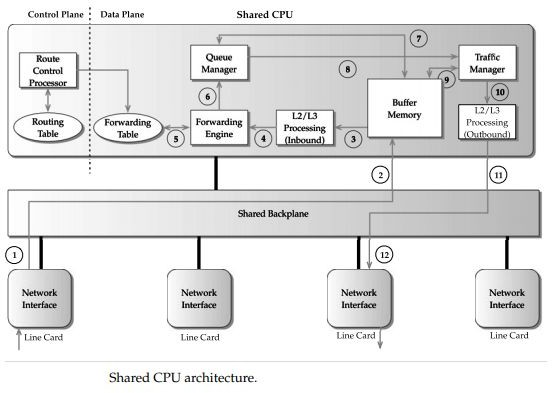 Control Plane
Data Plane
Shared CPU
7
Route
Control
Processor
Queue
Manager
8
Traffic
Manager
9
6
Buffer
Memory
10
Routing
Table
Forwarding
Table
5
Forwarding
Engine
4
L2/L3
Processing
(Inbound)
3
L2/L3
Processing
(Outbound)
2
11
Shared Backplane
1
12
Network
Interface
Network
Interface
Network
Interface
Network
Interface
Line Card
Line Card
Line Card
Line Card
Shared CPU architecture.